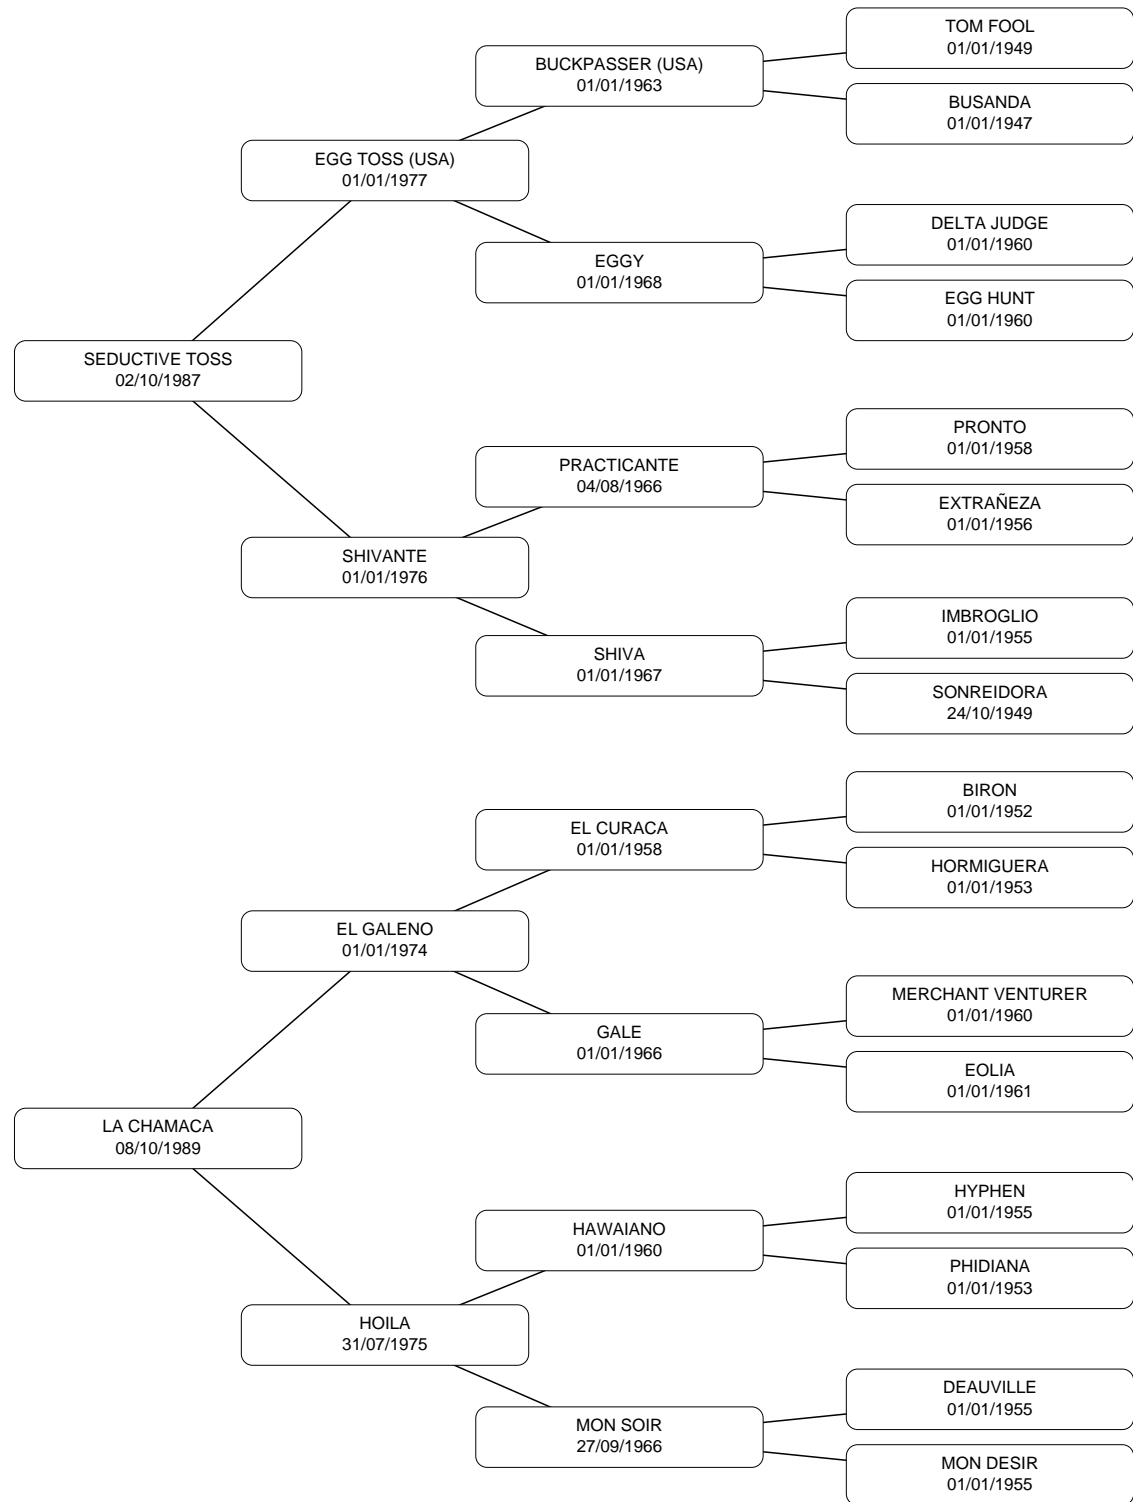 TOM FOOL
01/01/1949
BUCKPASSER (USA)
01/01/1963
BUSANDA
01/01/1947
EGG TOSS (USA)
01/01/1977
DELTA JUDGE
01/01/1960
EGGY
01/01/1968
EGG HUNT
01/01/1960
SEDUCTIVE TOSS
02/10/1987
PRONTO
01/01/1958
PRACTICANTE
04/08/1966
EXTRAÑEZA
01/01/1956
SHIVANTE
01/01/1976
IMBROGLIO
01/01/1955
SHIVA
01/01/1967
SONREIDORA
24/10/1949
BIRON
01/01/1952
EL CURACA
01/01/1958
HORMIGUERA
01/01/1953
EL GALENO
01/01/1974
MERCHANT VENTURER
01/01/1960
GALE
01/01/1966
EOLIA
01/01/1961
LA CHAMACA
08/10/1989
HYPHEN
01/01/1955
HAWAIANO
01/01/1960
PHIDIANA
01/01/1953
HOILA
31/07/1975
DEAUVILLE
01/01/1955
MON SOIR
27/09/1966
MON DESIR
01/01/1955